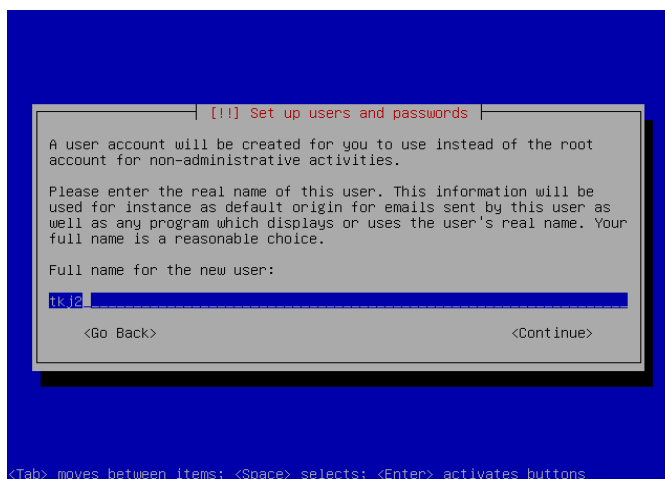 [!!] Set up users and passwords
A user account will be created for you to use instead of the root
account for non-administrative activities.
Please enter the real name of this user. This information will be
used for instance as default origin for emails sent by this user as
well as any program which displays or uses the user's real name. Your
full name is a reasonable choice.
Full name for the new user:
tkj2
<Go Back> <Continue>
<Tab> moves between items; <Space> selects; <Enter> activates buttons